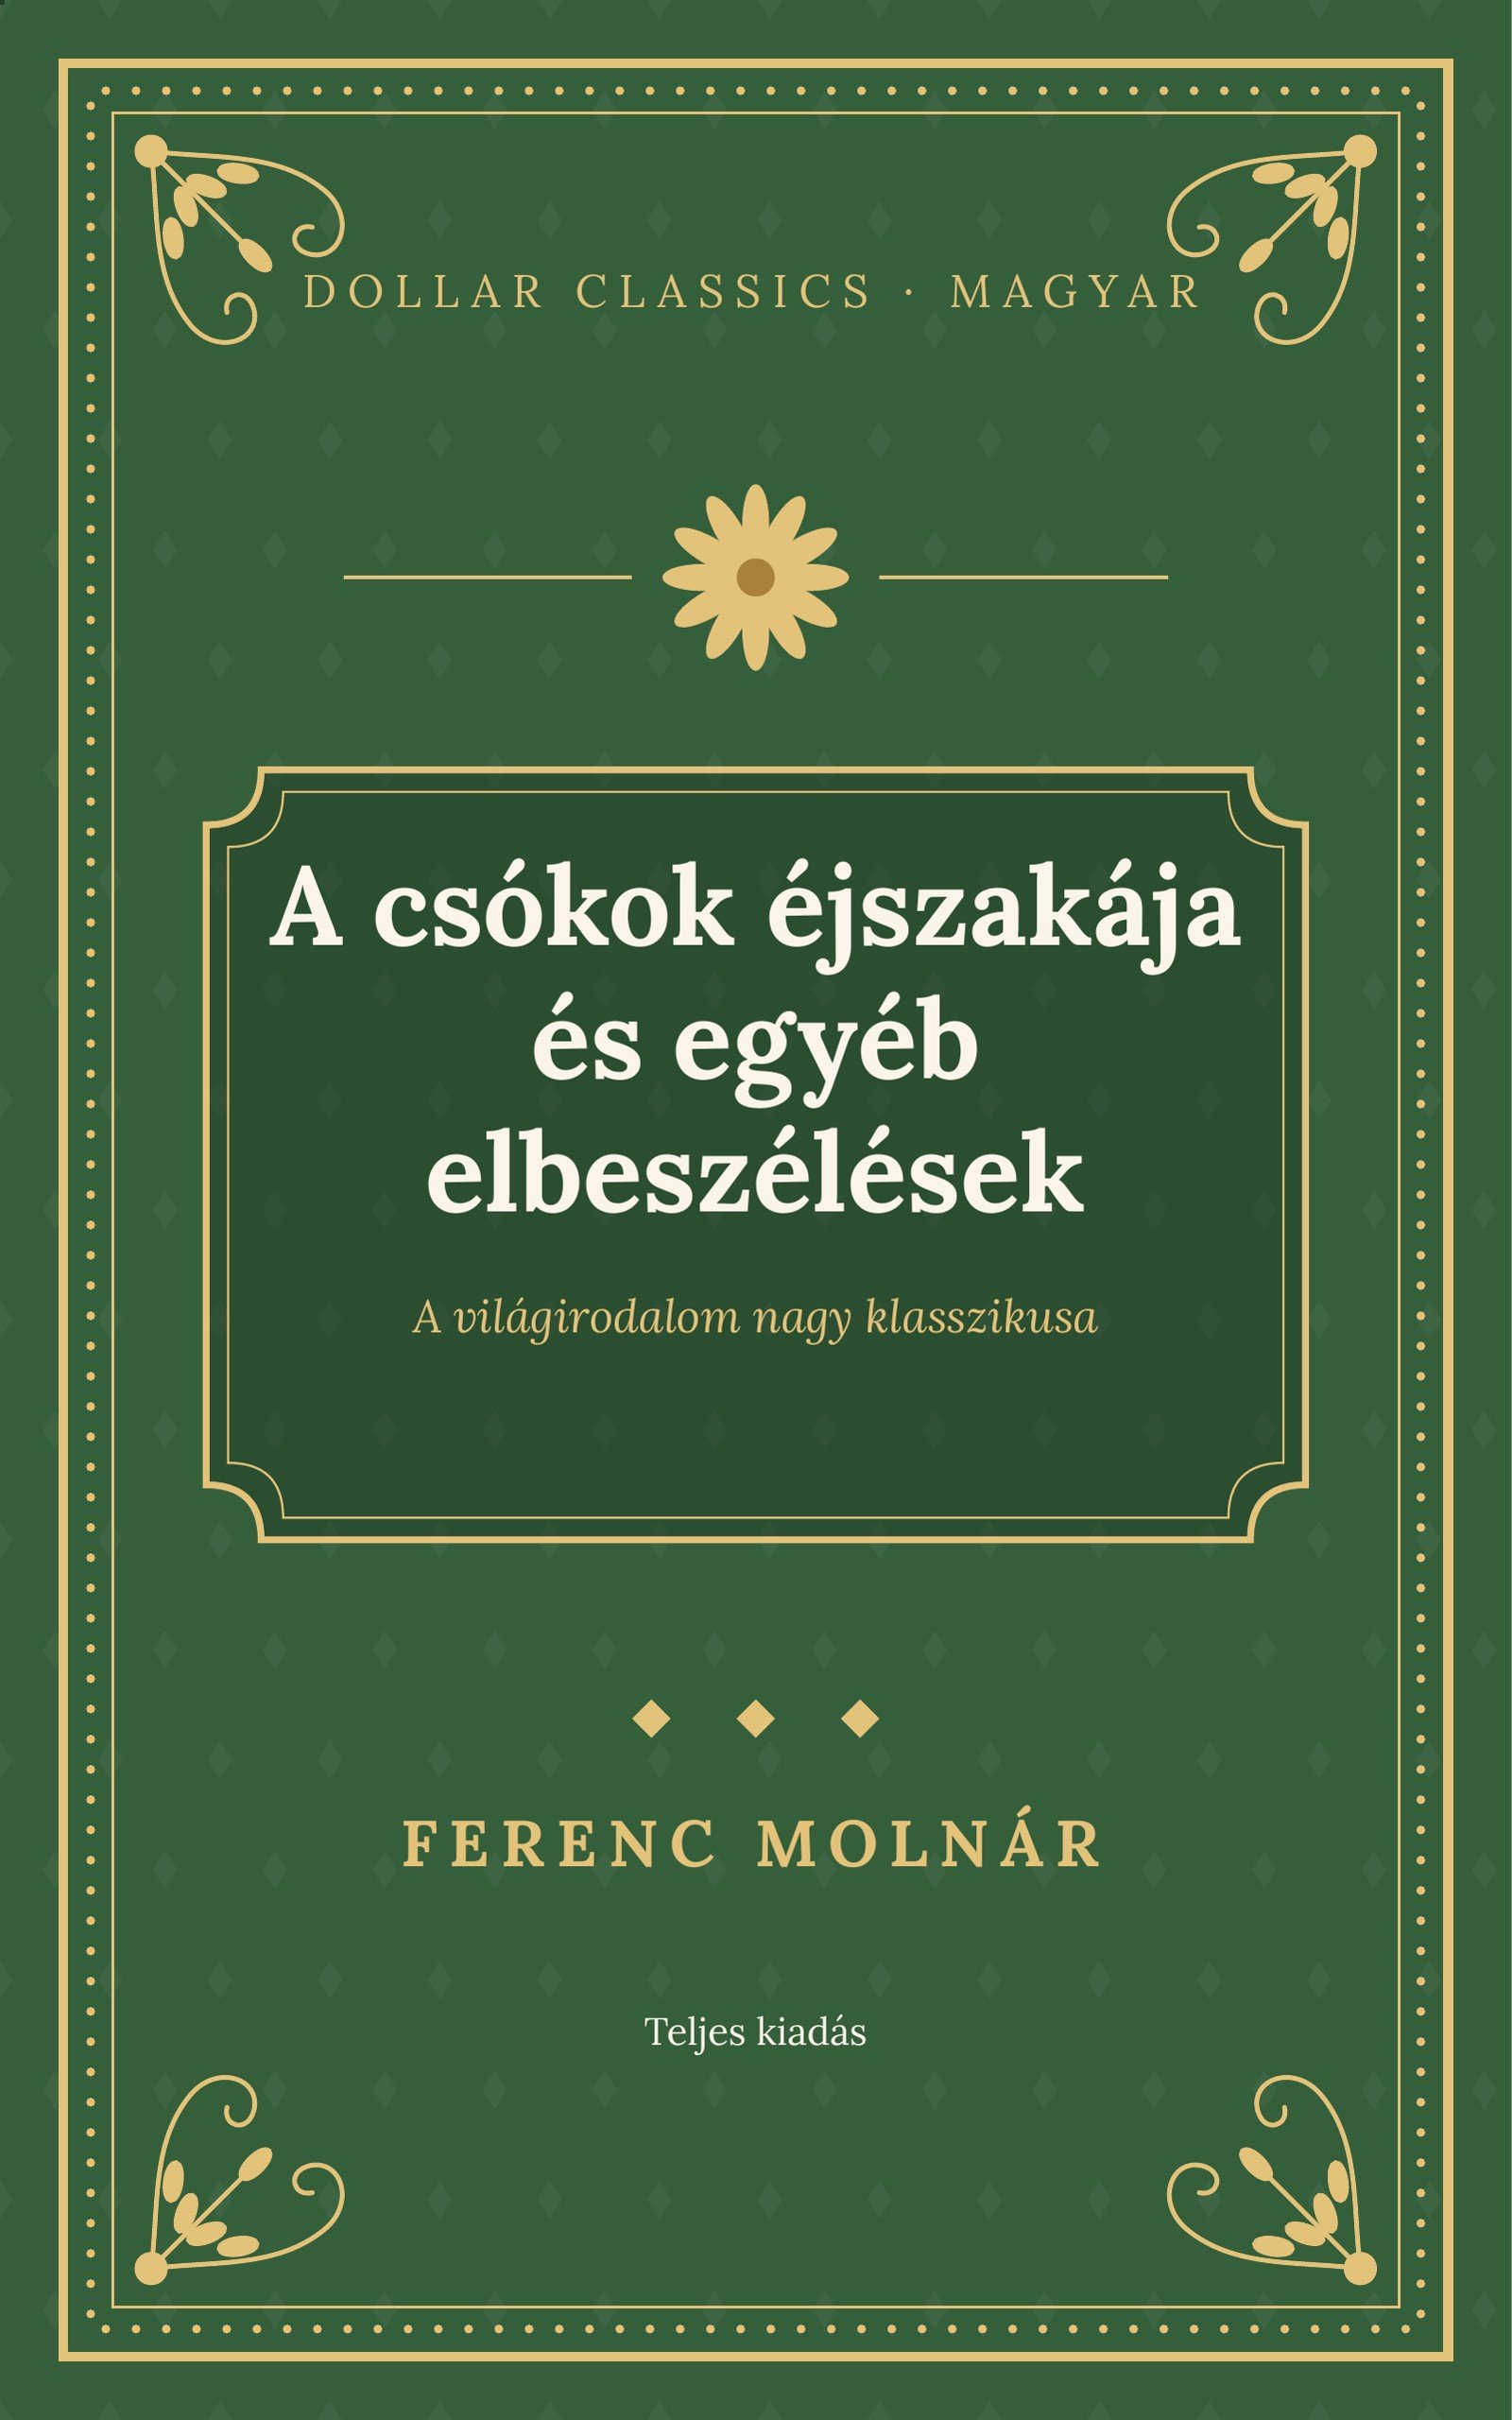 DOLLAR CLASSICS · MAGYAR
A csókok éjszakája
és egyéb
elbeszélések
A világirodalom nagy klasszikusa
FERENC MOLNÁR
Teljes kiadás